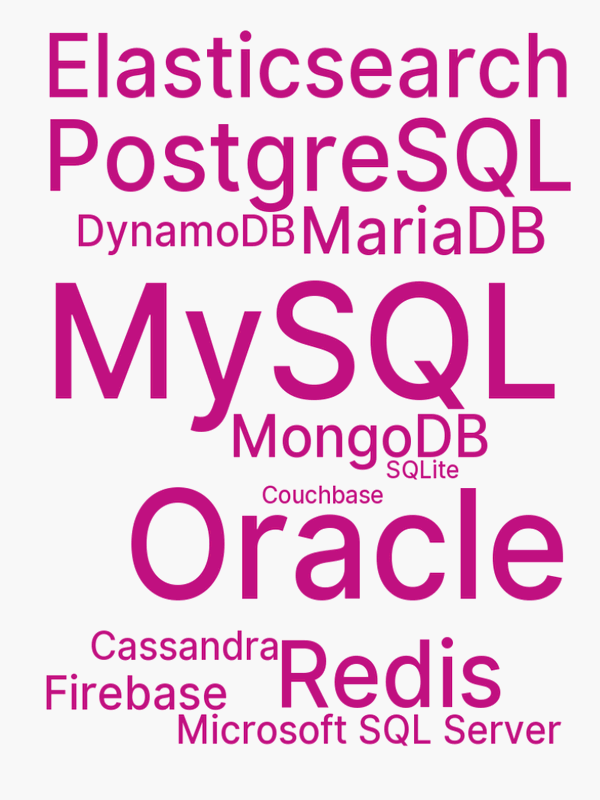 Elasticsearch
PostgreSQL
DynamoDB MariaDB
MySQL
MongoDB
SQLite
Couchbase
Oracle
Cassandra
Redis
Firebase
Microsoft SQL Server